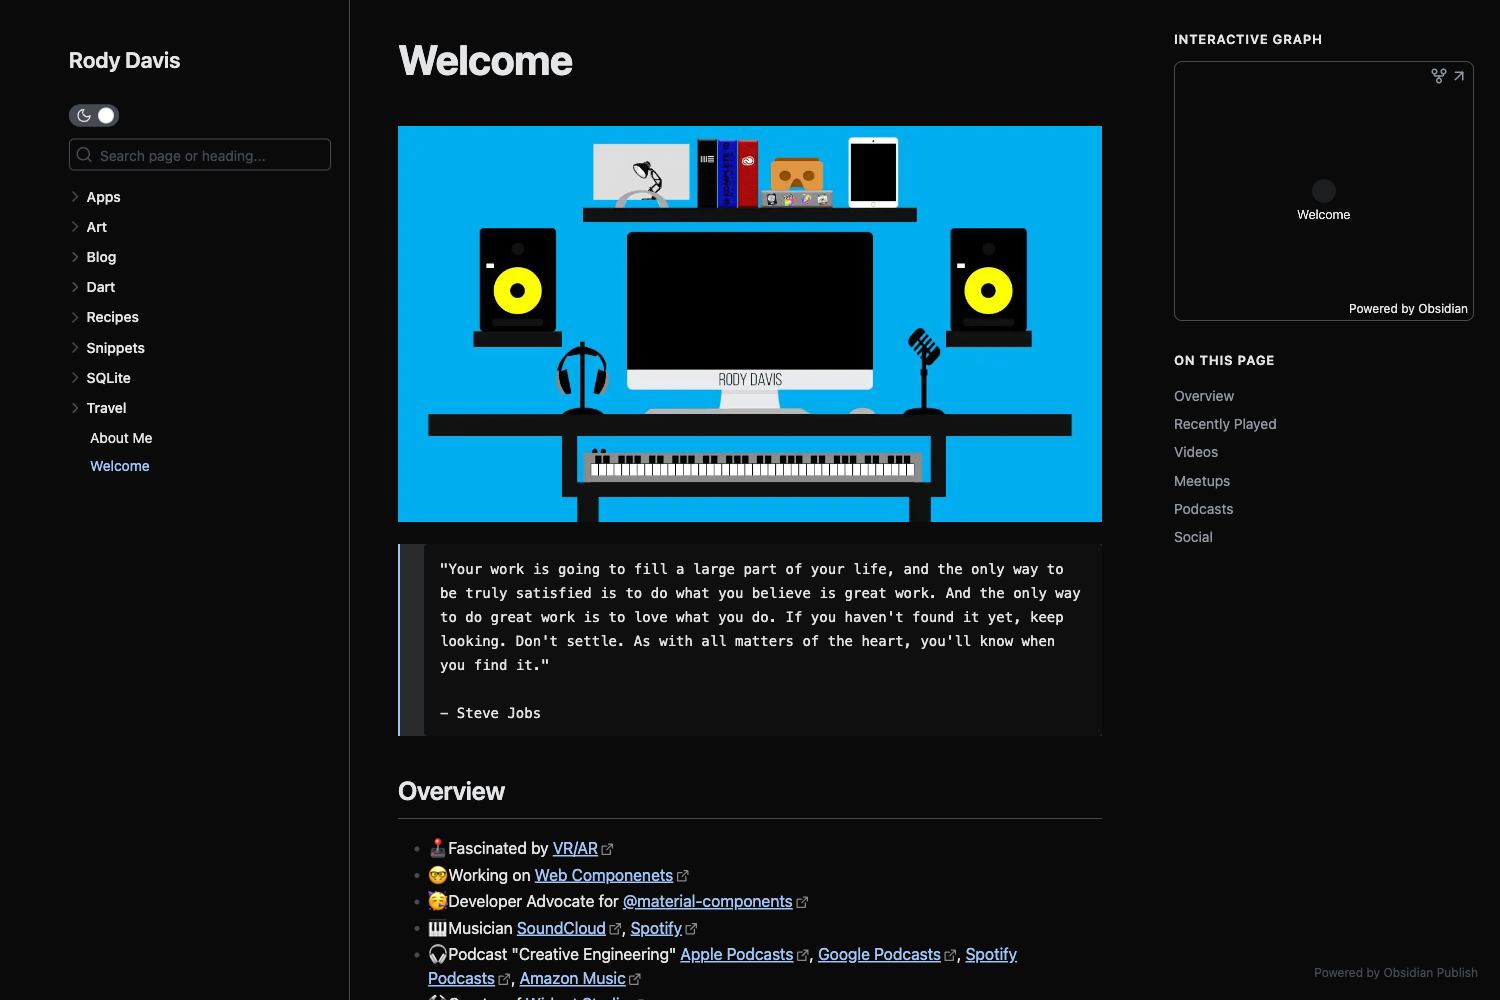 Rody Davis
Search page or heading...
Apps
Art
Blog
Dart
Recipes
Snippets
SQLite
Travel
About Me
Welcome
Welcome
RODY DAVIS
"Your work is going to fill a large part of your life, and the only way to
be truly satisfied is to do what you believe is great work. And the only way
to do great work is to love what you do. If you haven't found it yet, keep
looking. Don't settle. As with all matters of the heart, you'll know when
you find it."
— Steve Jobs
Overview
Fascinated by VR/AR
Working on Web Componenets
Developer Advocate for @material-components
Musician SoundCloud, Spotify
Podcast "Creative Engineering" Apple Podcasts, Google Podcasts, Spotify
Podcasts, Amazon Music
INTERACTIVE GRAPH
Welcome
Powered by Obsidian
ON THIS PAGE
Overview
Recently Played
Videos
Meetups
Podcasts
Social
Powered by Obsidian Publish